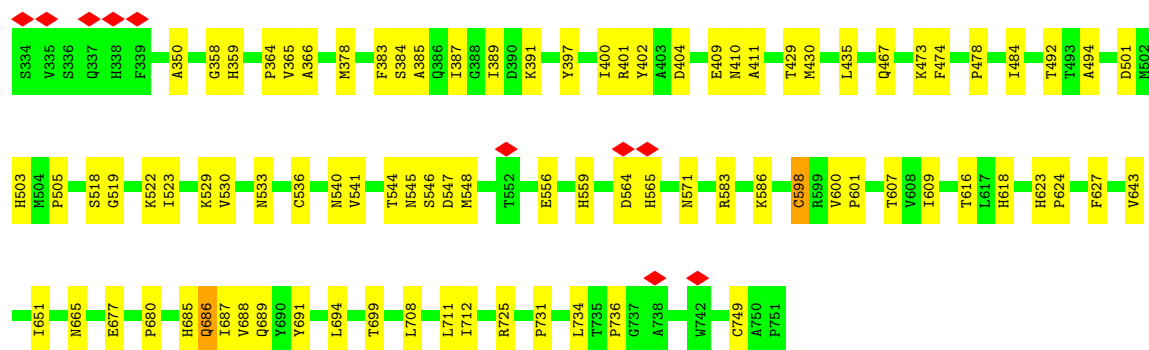 S334 V335 S336 Q337 H338 F339 A350 G358 H359 P364 V365 A366 M378 F383 S384 A385 Q386 I387 G388 I389 D390 K391 Y397 I400 R401 Y402 A403 D404 E409 N410 A411 T429 M430 L435 Q467 K473 F474 P478 I484 T492 T493 A494 D501 M502
H503 M504 P505 S518 G519 K522 I523 K529 V530 N533 C536 N540 V541 T544 N545 S546 D547 M548 T552 E556 H559 D564 H565 N571 R583 K586 C598 R599 V600 P601 T607 V608 I609 T616 L617 H618 H623 P624 F627 V643
I651 N665 E677 P680 H685 Q686 I687 V688 Q689 Y690 Y691 L694 T699 L708 L711 I712 R725 P731 L734 T735 P736 G737 A738 W742 C749 A750 P751